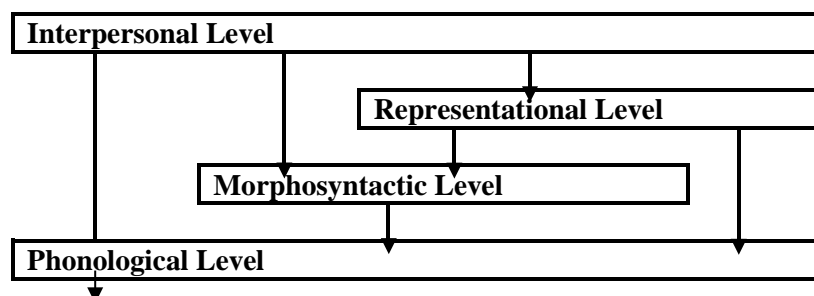 Interpersonal Level
Representational Level
Morphosyntactic Level
Phonological Level